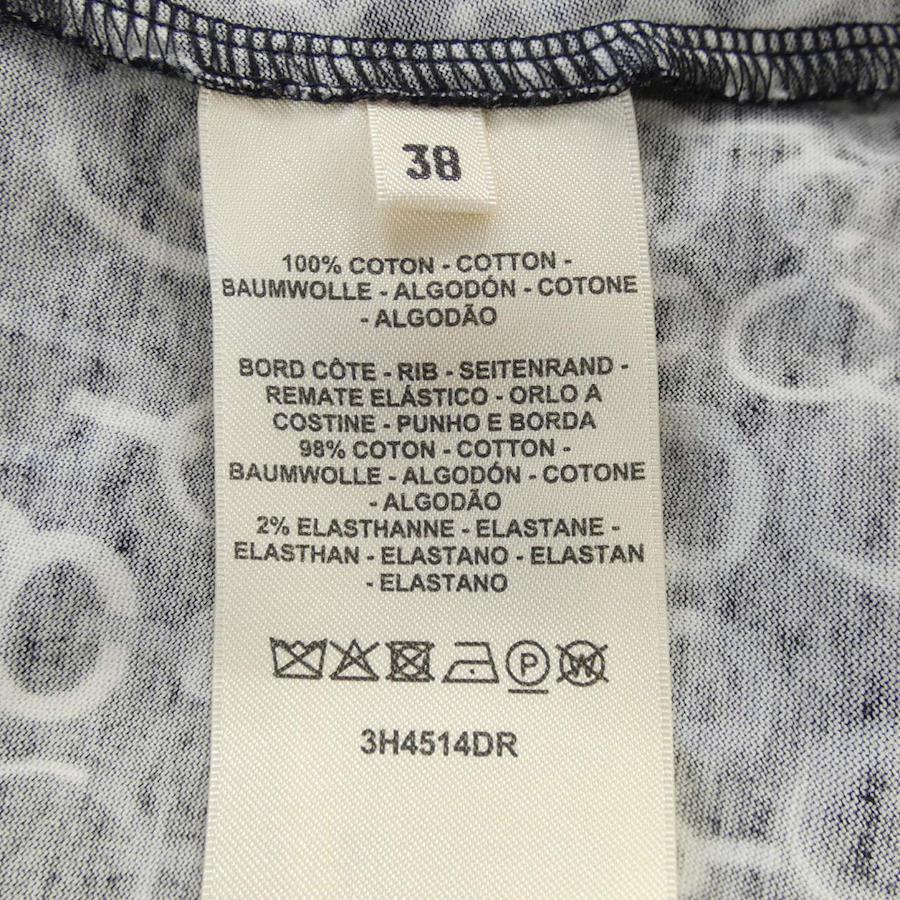 38
100% COTON - COTTON -
BAUMWOLLE - ALGODÓN - COTONE
- ALGODÃO
BORD CÔTE - RIB - SEITENRAND -
REMATE ELÁSTICO - ORLO A
COSTINE - PUNHO E BORDA
98% COTON - COTTON -
BAUMWOLLE - ALGODÓN - COTONE
- ALGODÃO
2% ELASTHANNE - ELASTANE -
ELASTHAN - ELASTANO - ELASTAN
- ELASTANO
P W
3H4514DR